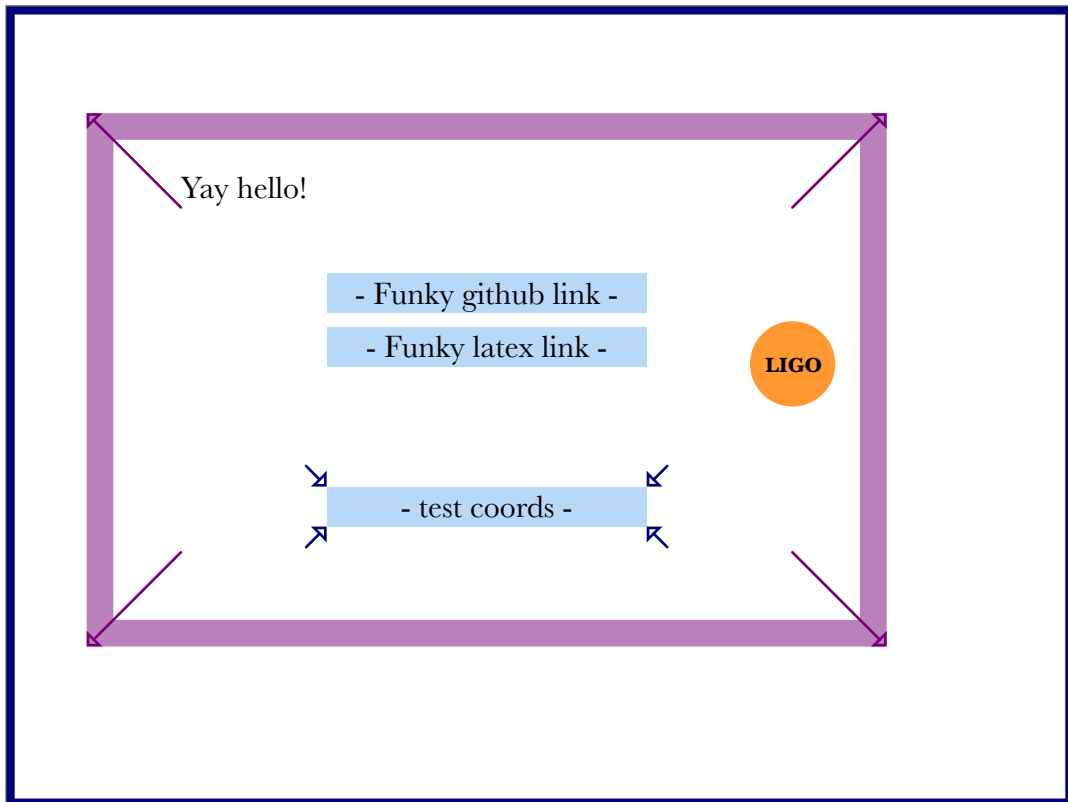 Yay hello!
- Funky github link -
- Funky latex link -
LIGO
- test coords -